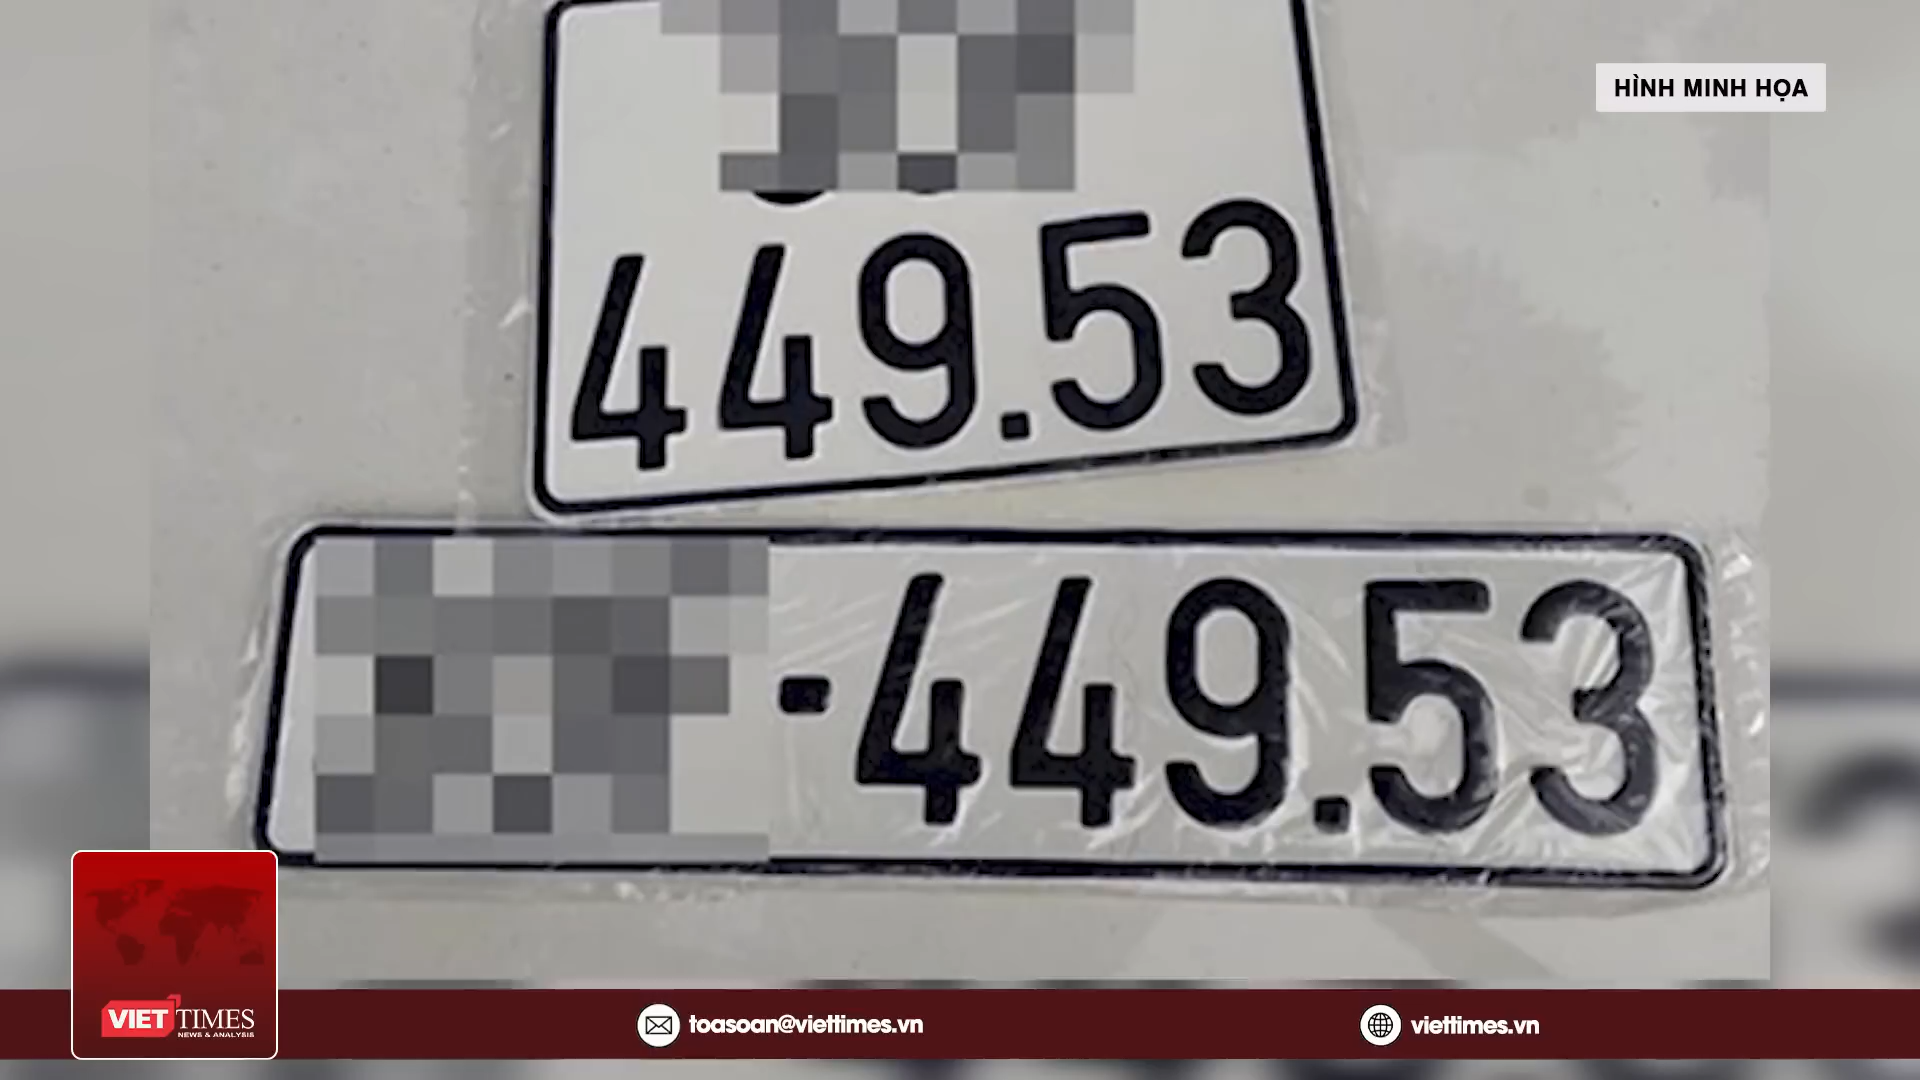 HÌNH MINH HỌA
449.53
-449.53
VIETTIMES
NEWS & ANALYSIS
toasoan@viettimes.vn
viettimes.vn